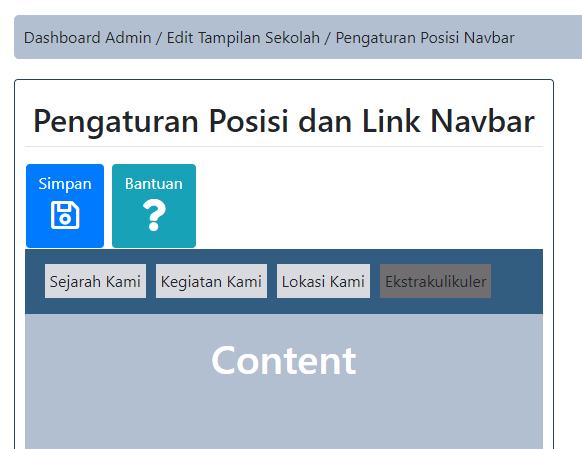 Dashboard Admin / Edit Tampilan Sekolah / Pengaturan Posisi Navbar
Pengaturan Posisi dan Link Navbar
Simpan Bantuan
Sejarah Kami Kegiatan Kami Lokasi Kami Ekstrakulikuler
Content